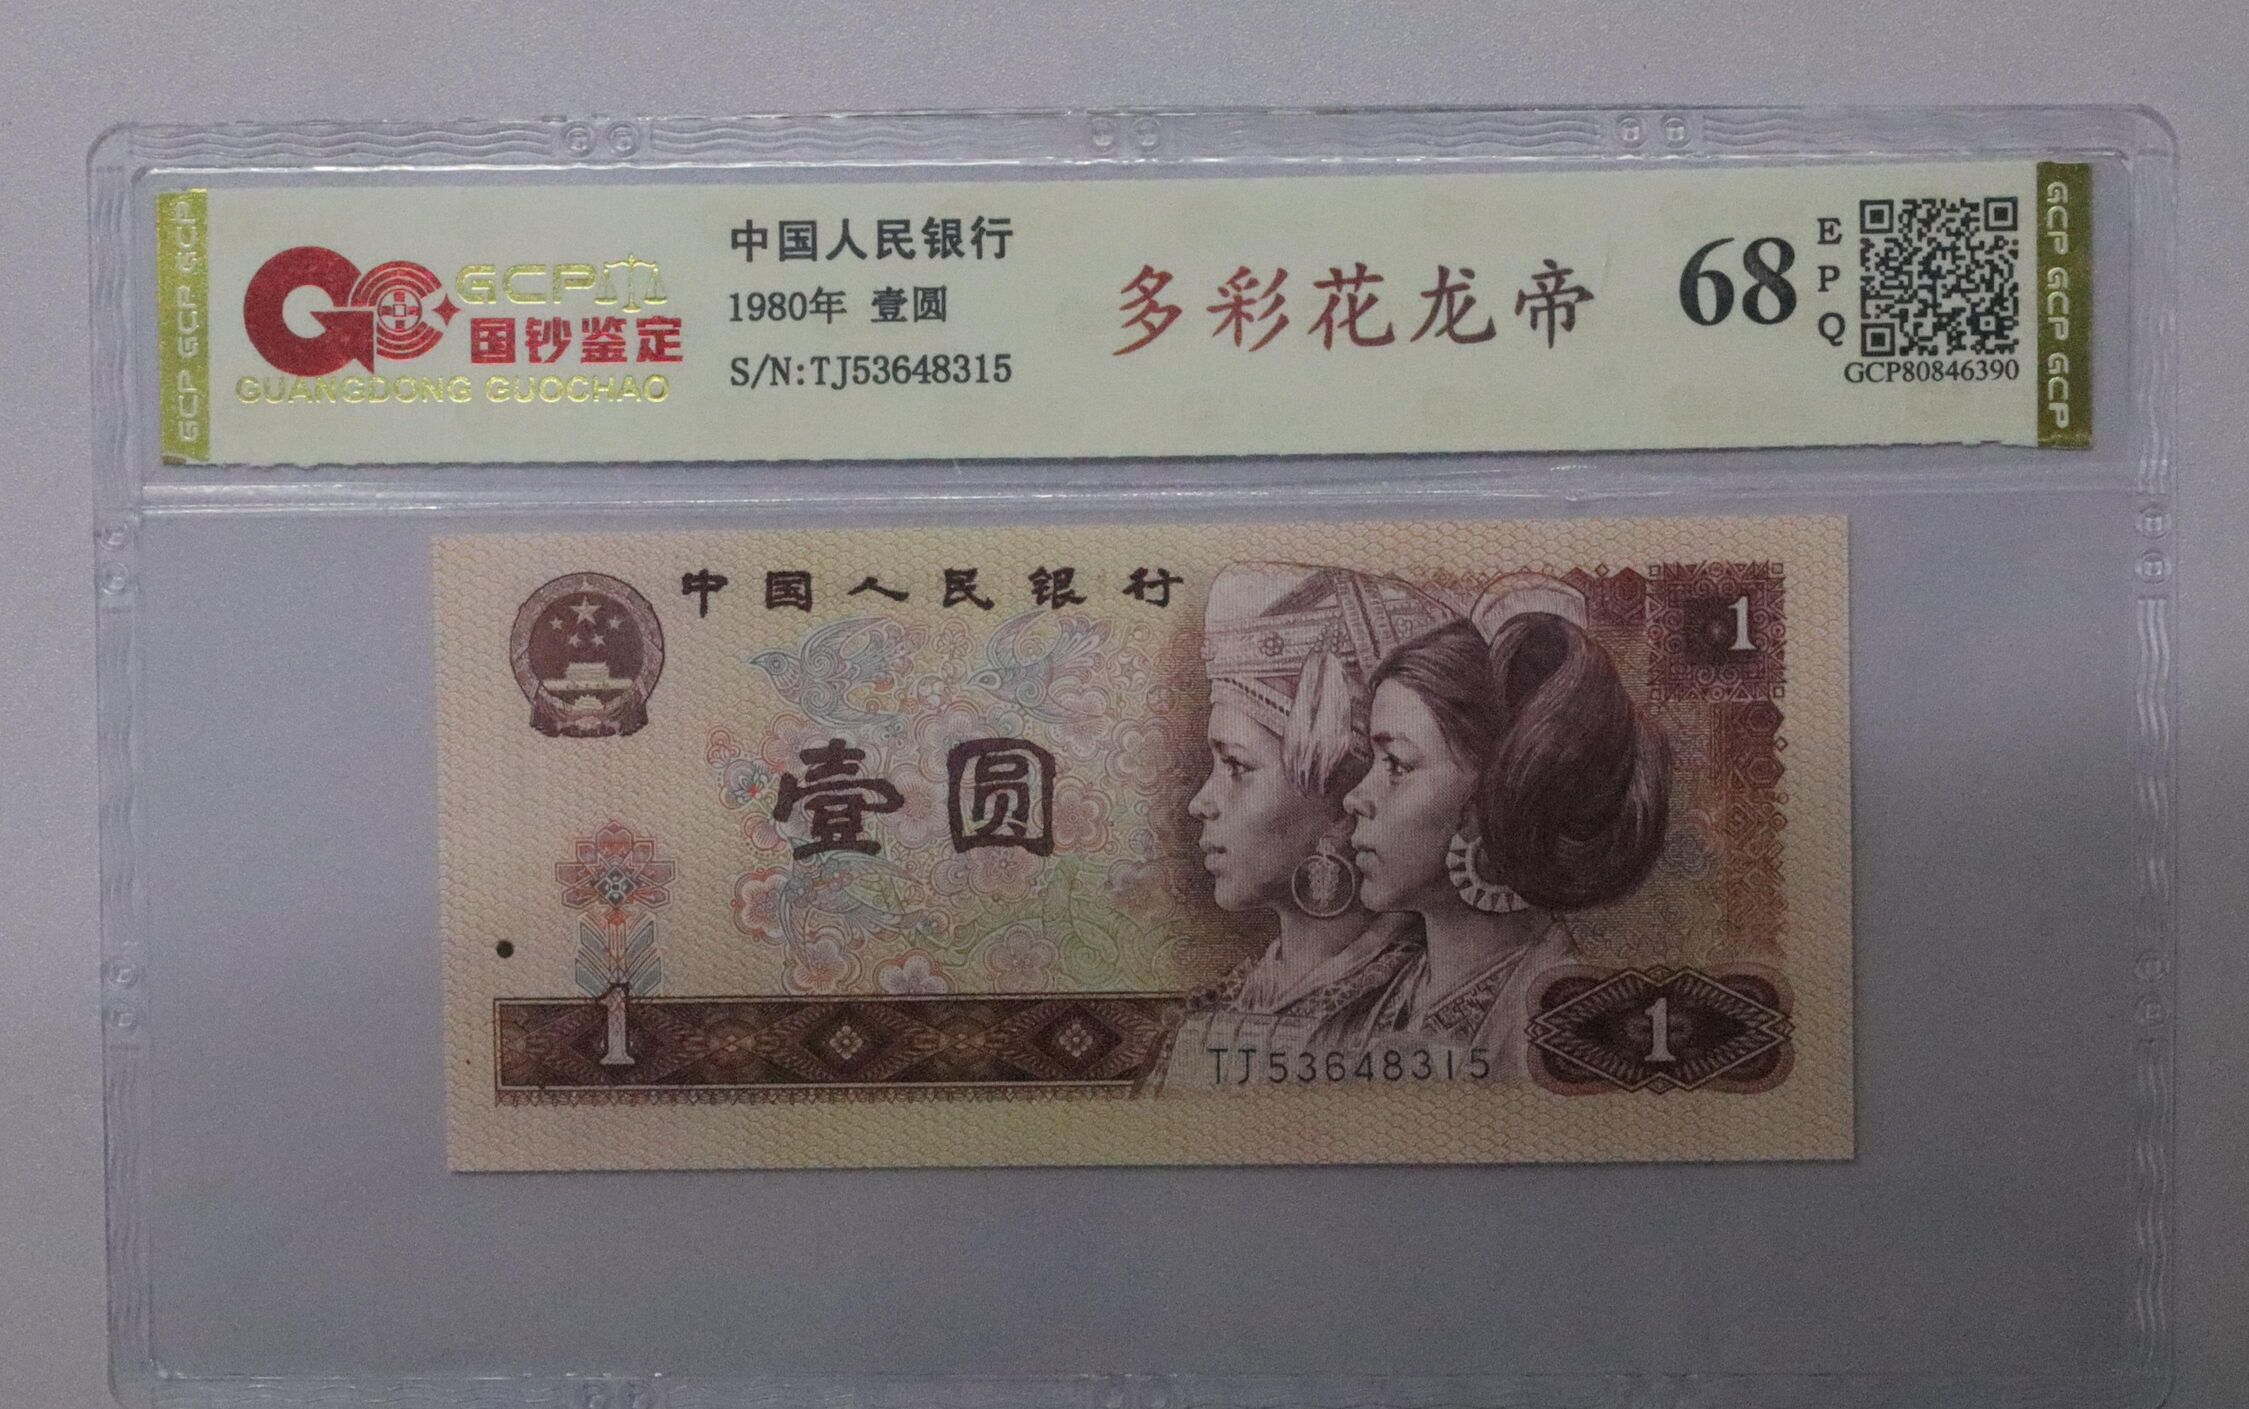 GCP GCP GCP
GCP
国钞鉴定
GUANGDONG GUOCHAO
中国人民银行
1980年 壹圆
S/N:TJ53648315
多彩花龙帝
68
EPQ
GCP80846390
GCP GCP GCP
中国人民银行
1
壹圆
1
1
TJ53648315